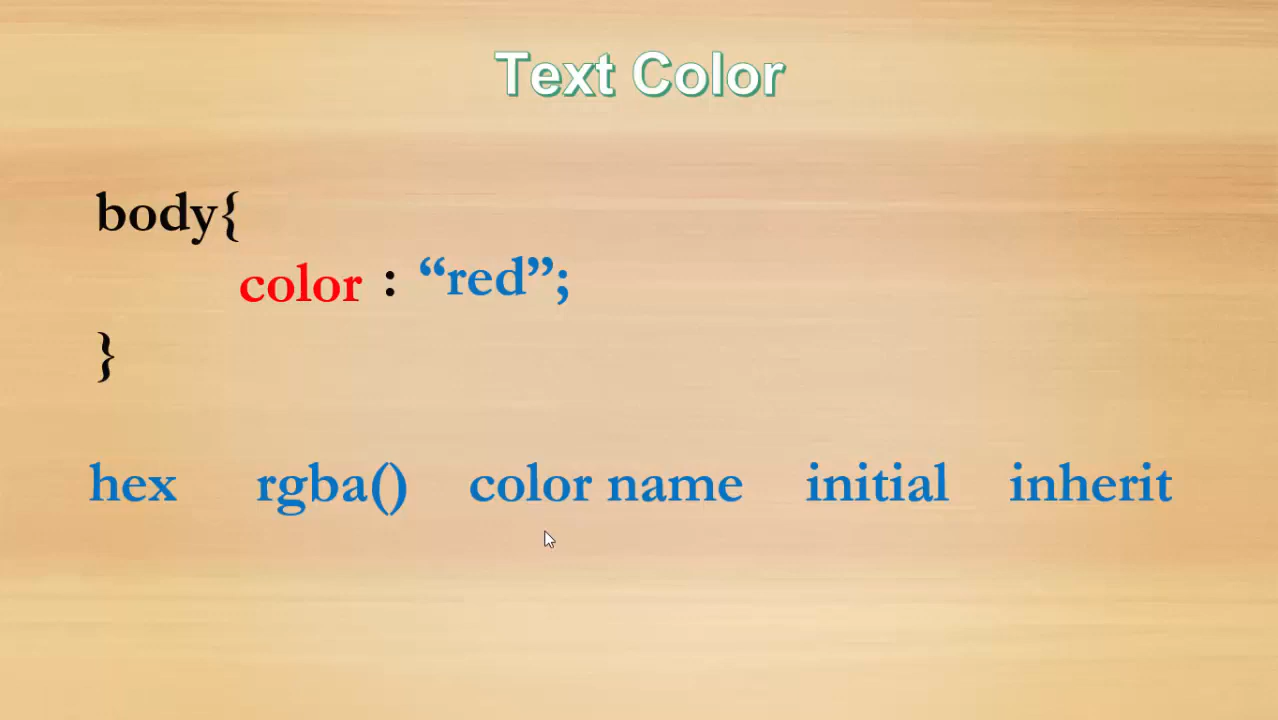 Text Color
body{
color : “red”;
}
hex rgba() color name initial inherit